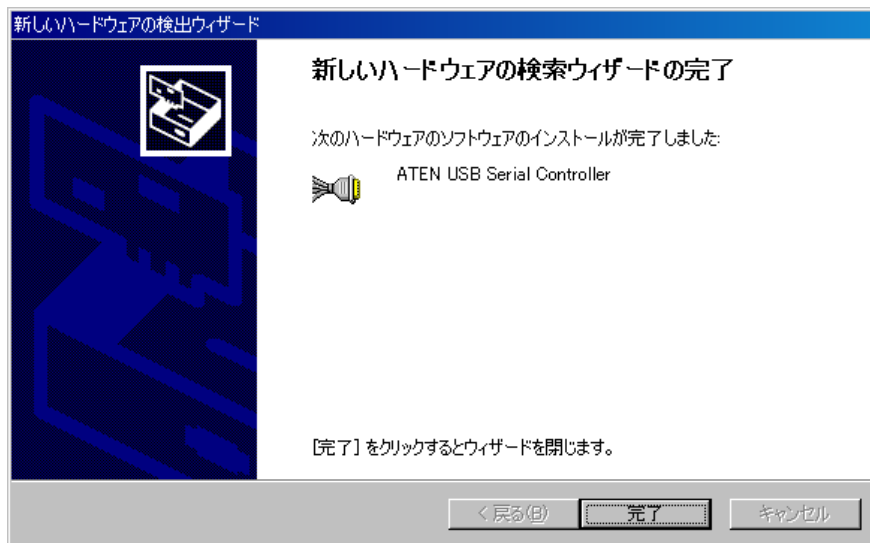 新しいハードウェアの検出ウィザード
新しいハードウェアの検索ウィザードの完了
次のハードウェアのソフトウェアのインストールが完了しました:
ATEN USB Serial Controller
[完了] をクリックするとウィザードを閉じます。
< 戻る(B)
完了
キャンセル